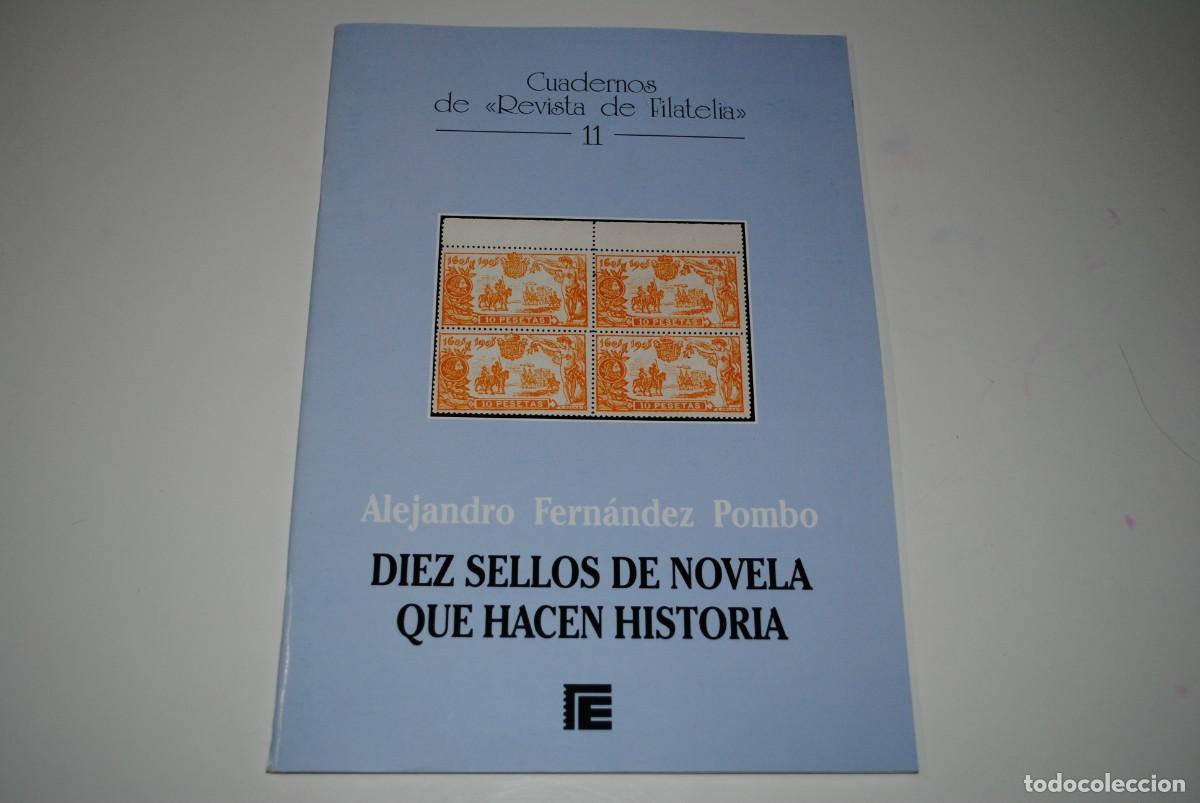 Cuadernos
de «Revista de Filatelia»
11
1605 1905 1605 1905
10 PESETAS 10 PESETAS
1605 1905 1605 1905
10 PESETAS 10 PESETAS
Alejandro Fernández Pombo
DIEZ SELLOS DE NOVELA
QUE HACEN HISTORIA
todocoleccion